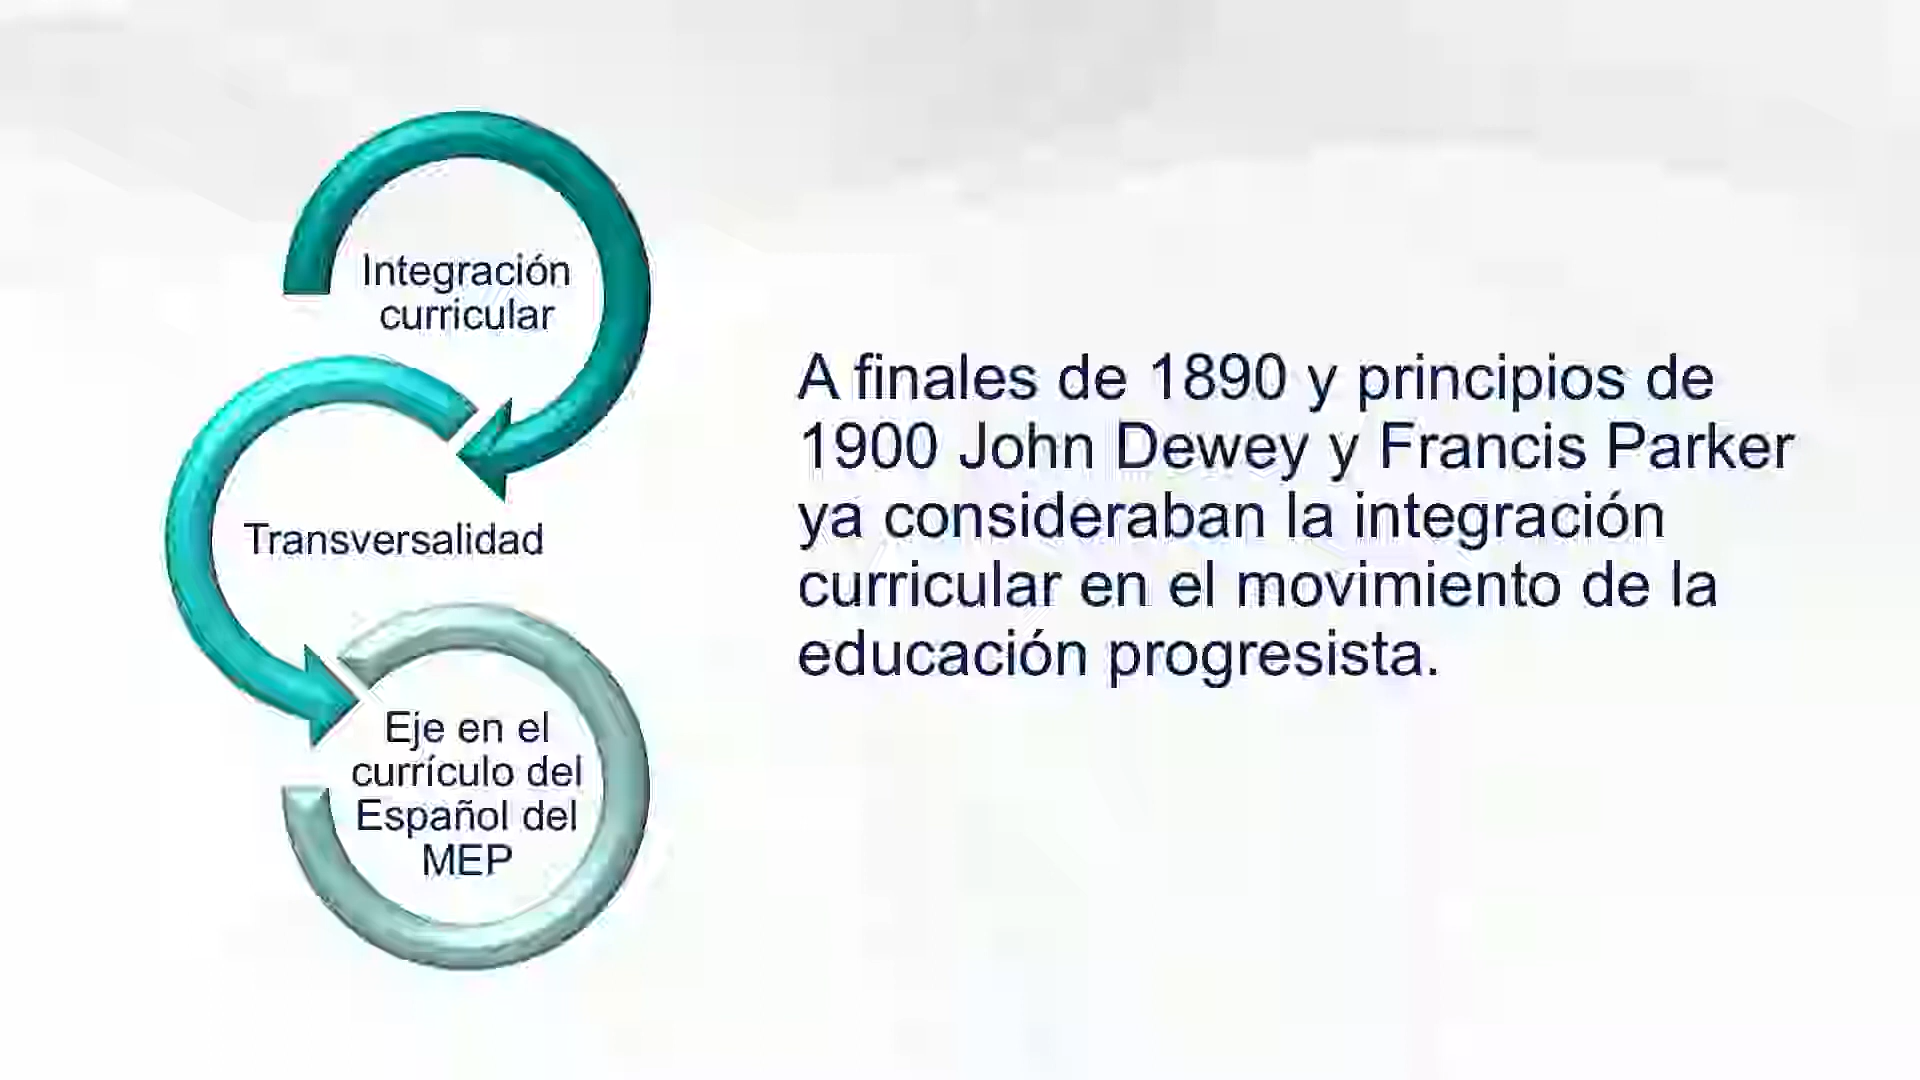 Integración
curricular
Transversalidad
Eje en el
currículo del
Español del
MEP
A finales de 1890 y principios de
1900 John Dewey y Francis Parker
ya consideraban la integración
curricular en el movimiento de la
educación progresista.